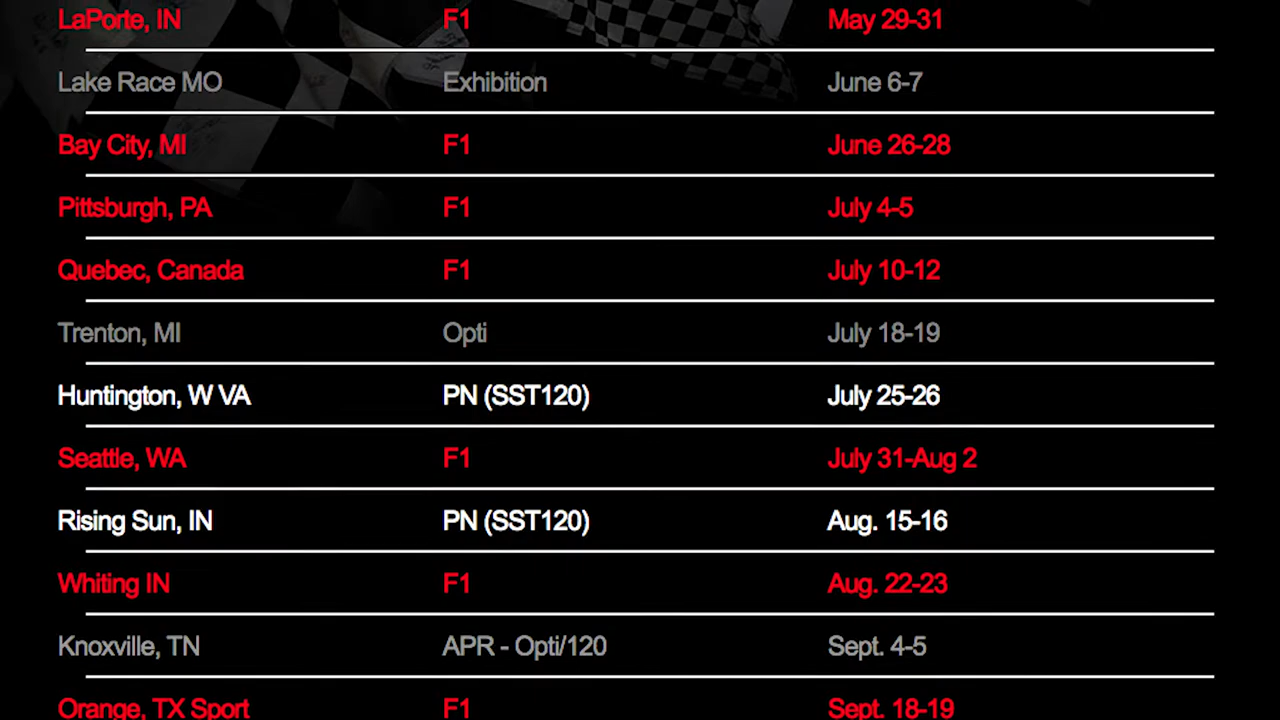 LaPorte, IN F1 May 29-31
Lake Race MO Exhibition June 6-7
Bay City, MI F1 June 26-28
Pittsburgh, PA F1 July 4-5
Quebec, Canada F1 July 10-12
Trenton, MI Opti July 18-19
Huntington, W VA PN (SST120) July 25-26
Seattle, WA F1 July 31-Aug 2
Rising Sun, IN PN (SST120) Aug. 15-16
Whiting IN F1 Aug. 22-23
Knoxville, TN APR - Opti/120 Sept. 4-5
Orange, TX Sport F1 Sept. 18-19